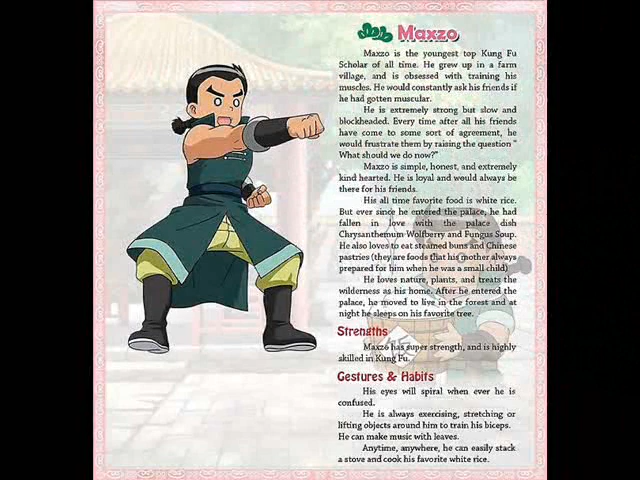 Maxzo
Maxzo is the youngest top Kung Fu
Scholar of all time. He grew up in a farm
village, and is obsessed with training his
muscles. He would constantly ask his friends if
he had gotten muscular.
He is extremely strong but slow and
blockheaded. Every time after all his friends
have come to some sort of agreement, he
would frustrate them by raising the question "
What should we do now?"
Maxzo is simple, honest, and extremely
kind hearted. He is loyal and would always be
there for his friends.
His all time favorite food is white rice.
But ever since he entered the palace, he had
fallen in love with the palace dish
Chrysanthemum Wolfberry and Fungus Soup.
He also loves to eat steamed buns and Chinese
pastries (they are foods that his mother always
prepared for him when he was a small child)
He loves nature, plants, and treats the
wilderness as his home. After he entered the
palace, he moved to live in the forest and at
night he sleeps on his favorite tree.
Strengths
Maxzo has super strength, and is highly
skilled in Kung Fu.
Gestures & Habits
His eyes will spiral when ever he is
confused.
He is always exercising, stretching or
lifting objects around him to train his biceps.
He can make music with leaves.
Anytime, anywhere, he can easily stack
a stove and cook his favorite white rice.